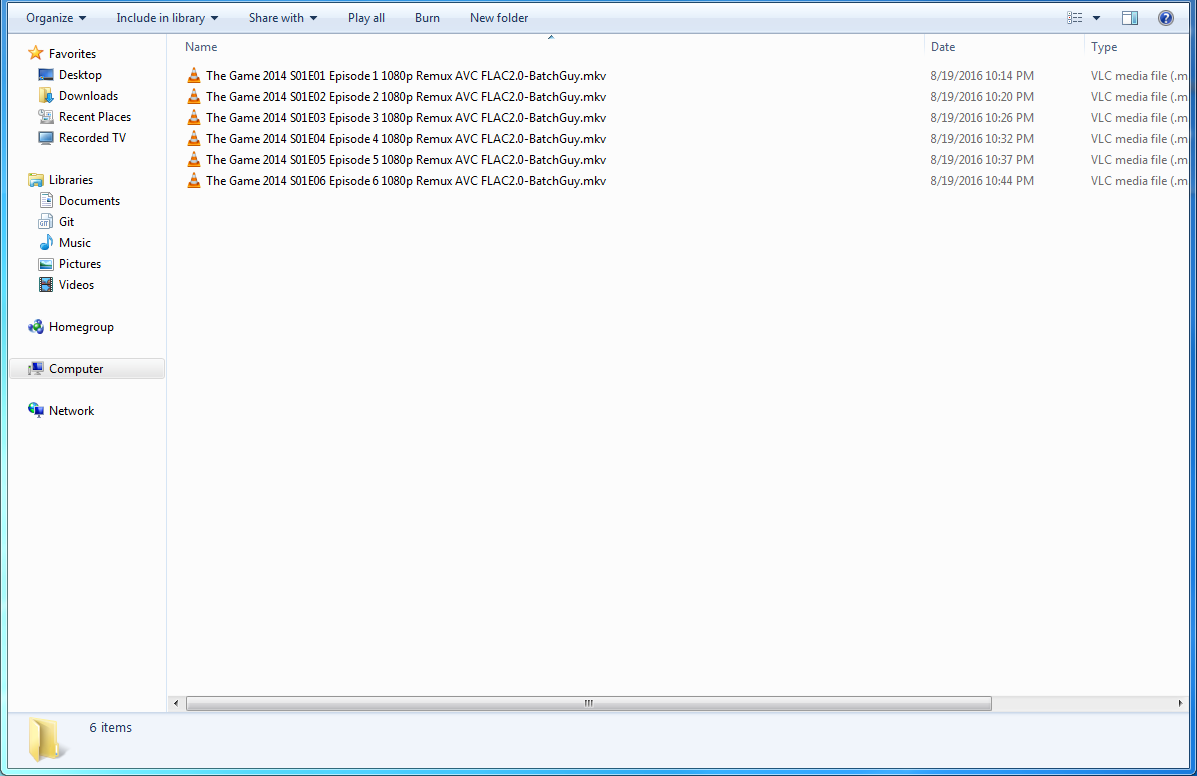 Organize Include in library Share with Play all Burn New folder
Name Date Type
Favorites
Desktop
Downloads
Recent Places
Recorded TV
Libraries
Documents
Git
Music
Pictures
Videos
Homegroup
Computer
Network
The Game 2014 S01E01 Episode 1 1080p Remux AVC FLAC2.0-BatchGuy.mkv 8/19/2016 10:14 PM VLC media file (.m
The Game 2014 S01E02 Episode 2 1080p Remux AVC FLAC2.0-BatchGuy.mkv 8/19/2016 10:20 PM VLC media file (.m
The Game 2014 S01E03 Episode 3 1080p Remux AVC FLAC2.0-BatchGuy.mkv 8/19/2016 10:26 PM VLC media file (.m
The Game 2014 S01E04 Episode 4 1080p Remux AVC FLAC2.0-BatchGuy.mkv 8/19/2016 10:32 PM VLC media file (.m
The Game 2014 S01E05 Episode 5 1080p Remux AVC FLAC2.0-BatchGuy.mkv 8/19/2016 10:37 PM VLC media file (.m
The Game 2014 S01E06 Episode 6 1080p Remux AVC FLAC2.0-BatchGuy.mkv 8/19/2016 10:44 PM VLC media file (.m
6 items